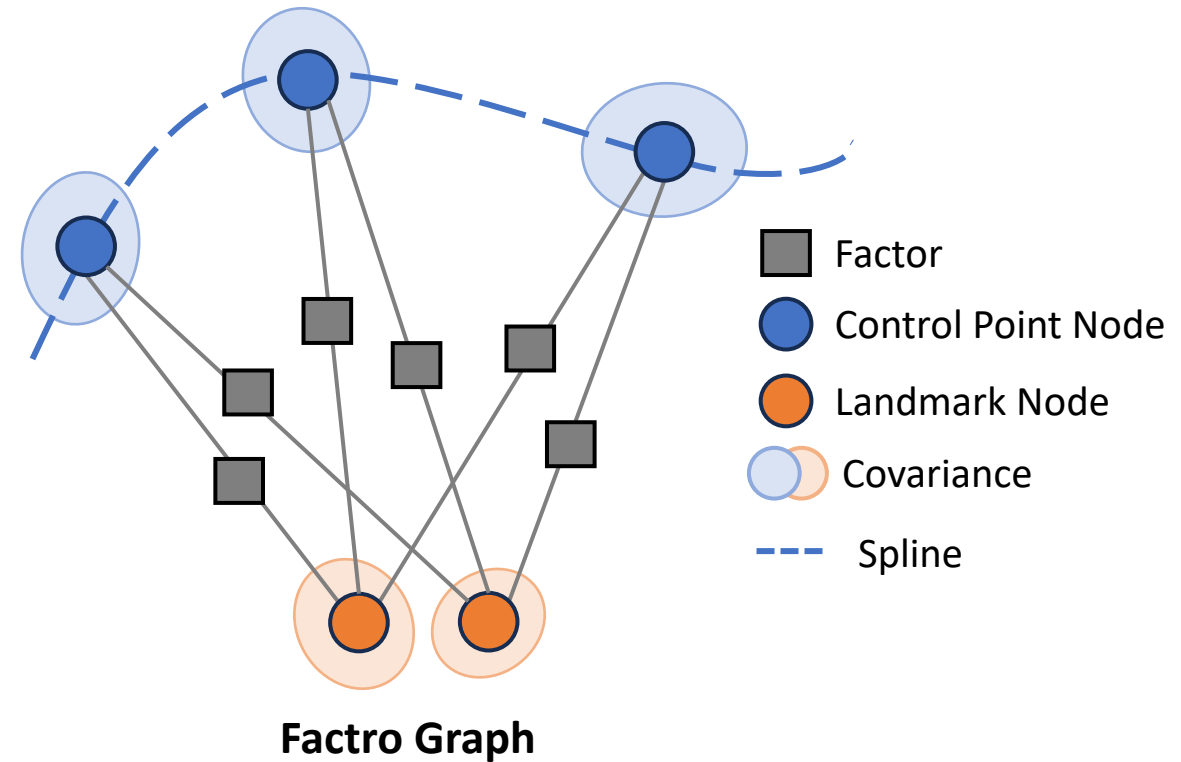 Factor
Control Point Node
Landmark Node
Covariance
Spline
Factro Graph